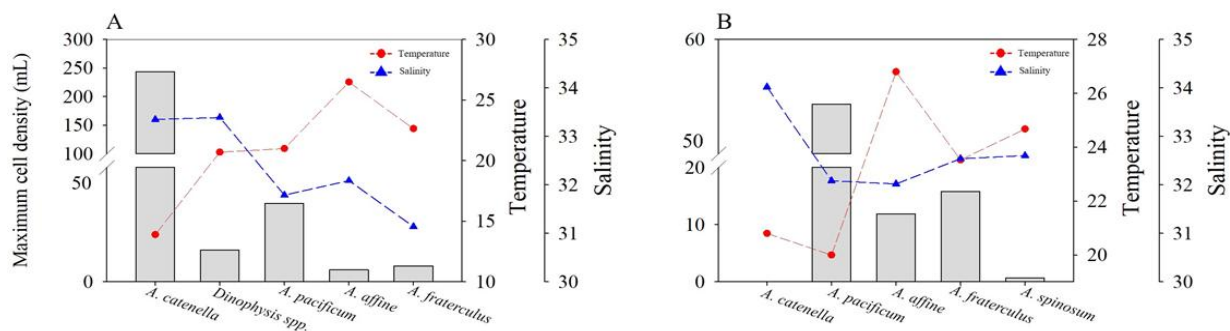 A
Maximum cell density (mL)
300
250
200
150
100
50
0
Temperature
Salinity
30
25
20
15
10
Temperature
35
34
33
32
31
30
Salinity
A. catenella
Dinophysis spp.
A. pacificum
A. affine
A. fraterculus
B
60
50
20
10
0
Temperature
Salinity
28
26
24
22
20
Temperature
35
34
33
32
31
30
Salinity
A. catenella
A. pacificum
A. affine
A. fraterculus
A. spinosum